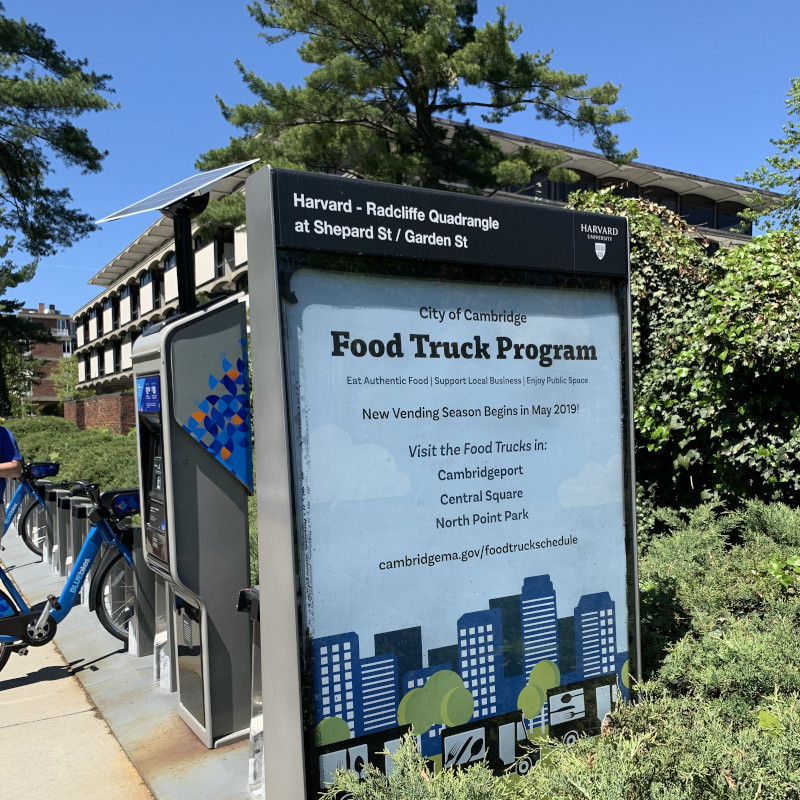 Harvard - Radcliffe Quadrangle
at Shepard St / Garden St
HARVARD
UNIVERSITY
City of Cambridge
Food Truck Program
Eat Authentic Food | Support Local Business | Enjoy Public Space
New Vending Season Begins in May 2019!
Visit the Food Trucks in:
Cambridgeport
Central Square
North Point Park
cambridgema.gov/foodtruckschedule
BLUEbikes